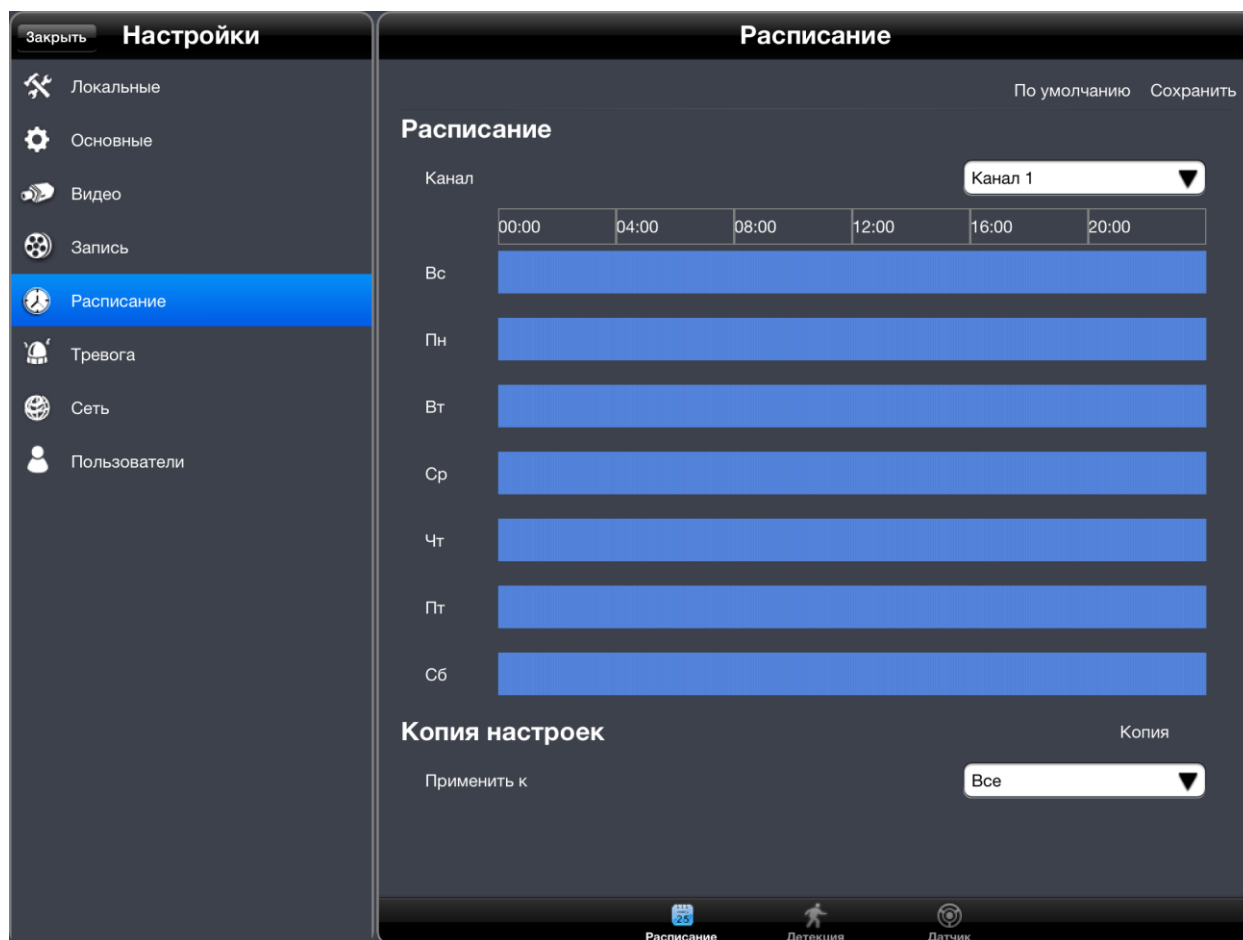 Закрыть Настройки
Расписание
Локальные
Основные
Видео
Запись
Расписание
Тревога
Сеть
Пользователи
По умолчанию Сохранить
Расписание
Канал Канал 1
00:00 04:00 08:00 12:00 16:00 20:00
Вс
Пн
Вт
Ср
Чт
Пт
Сб
Копия настроек Копия
Применить к Все
25
Расписание Детекция Датчик